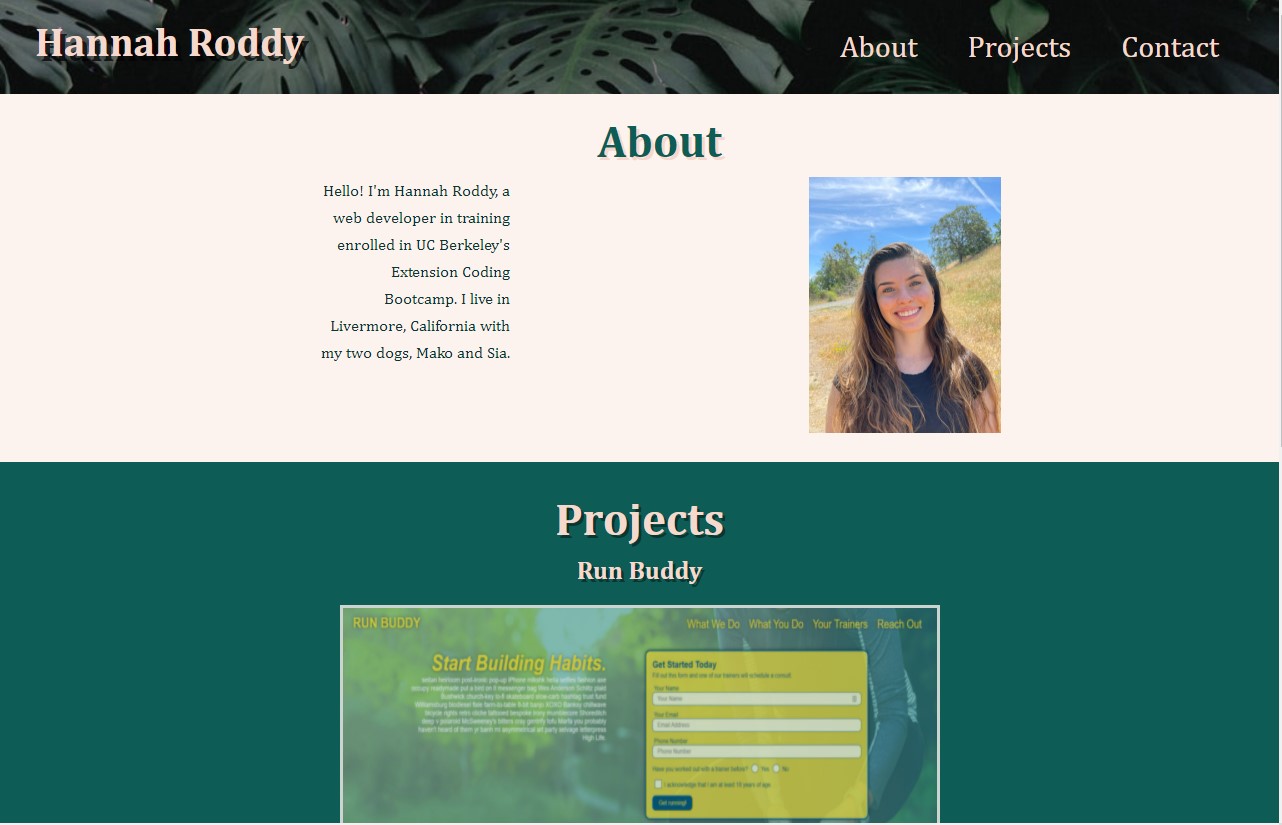 Hannah Roddy
About
Projects
Contact
About
Hello! I'm Hannah Roddy, a
web developer in training
enrolled in UC Berkeley's
Extension Coding
Bootcamp. I live in
Livermore, California with
my two dogs, Mako and Sia.
Projects
Run Buddy
RUN BUDDY
What We Do
What You Do
Your Trainers
Reach Out
Start Building Habits.
High Life.
Get Started Today
Fill out this form and one of our trainers will schedule a consult.
Your Name
Your Name
Your Email
Email Address
Phone Number
Phone Number
Have you worked out with a trainer before? Yes No
I acknowledge that I am at least 18 years of age
Get running!